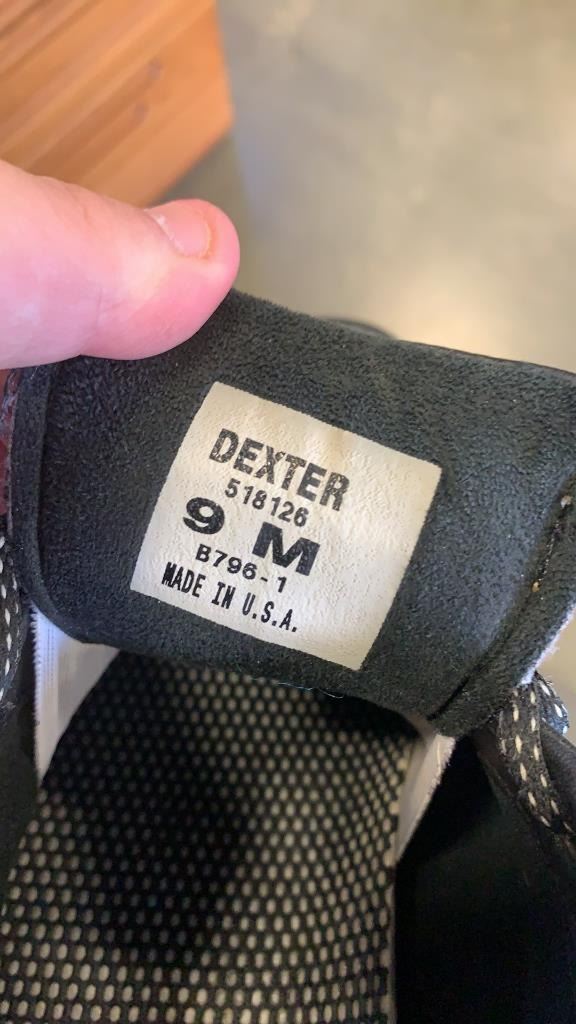 DEXTER
518126
9 M
B796-1
MADE IN U.S.A.